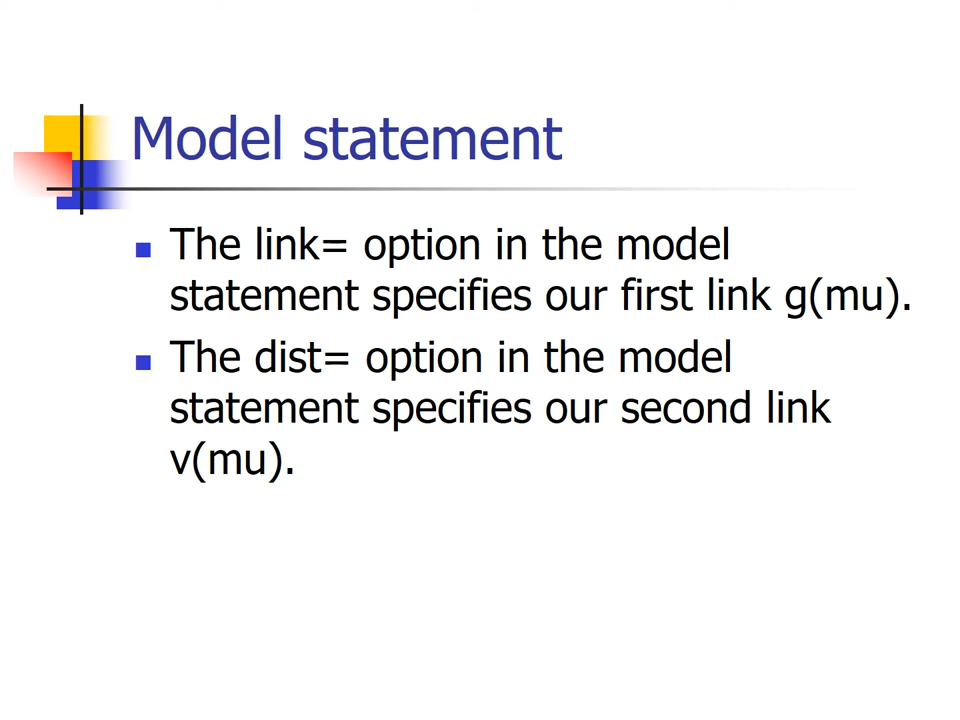 Model statement
The link= option in the model
statement specifies our first link g(mu).
The dist= option in the model
statement specifies our second link
v(mu).